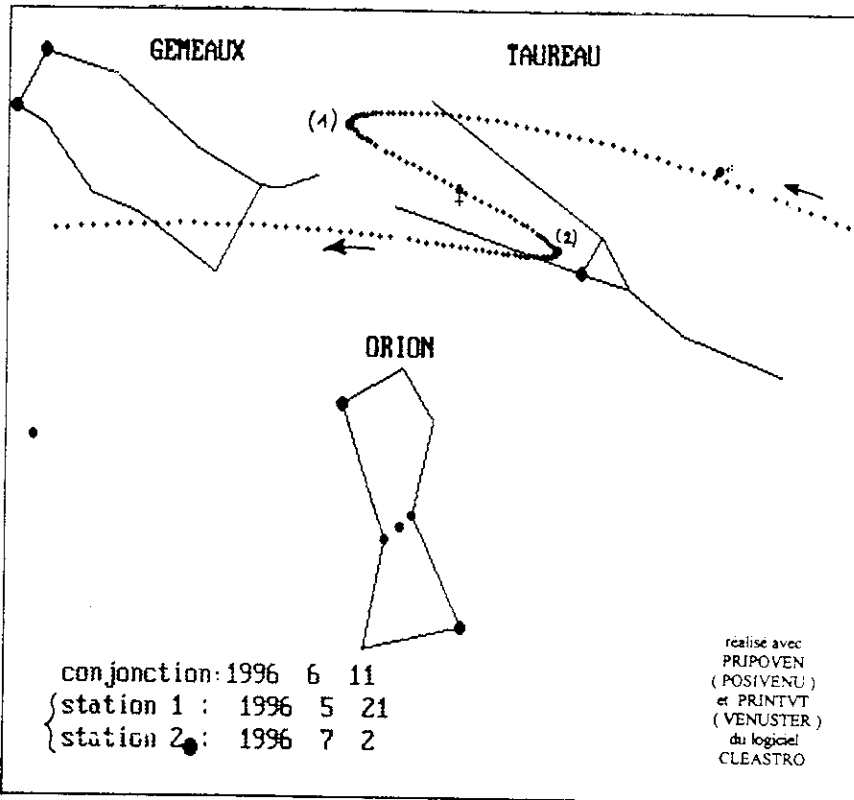 GEMEAUX
TAUREAU
(1)
(2)
ORION
conjonction: 1996 6 11
station 1 : 1996 5 21
station 2 : 1996 7 2
réalisé avec
PRIPOVEN
( POSIVENU )
et PRINTVT
( VENUSTER )
du logiciel
CLEASTRO